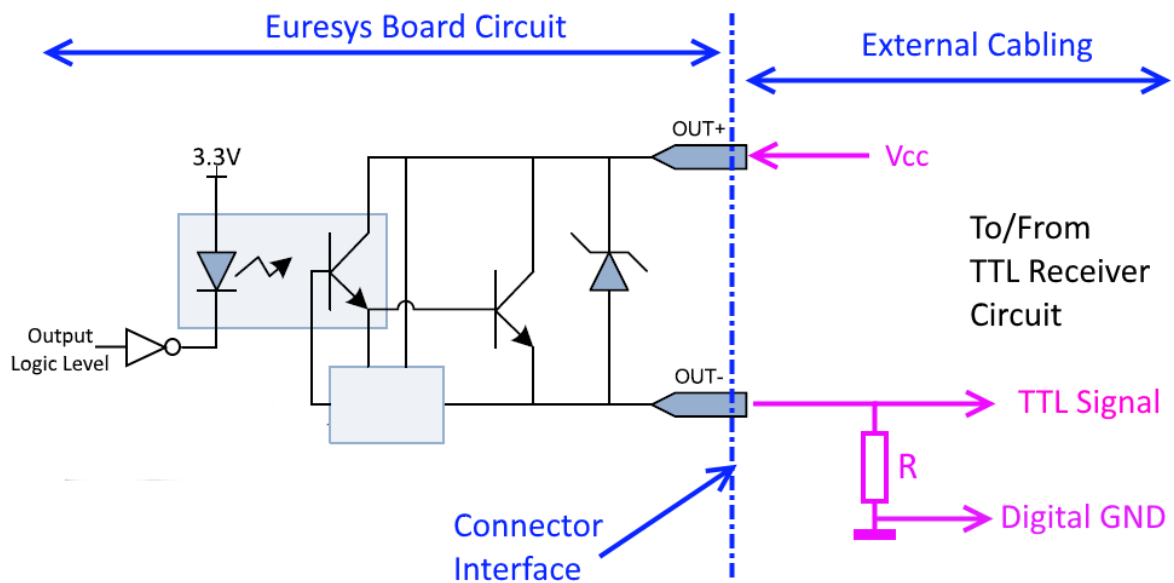 Euresys Board Circuit
External Cabling
OUT+
3.3V
Vcc
To/From
TTL Receiver
Circuit
Output
Logic Level
OUT-
TTL Signal
R
Digital GND
Connector
Interface